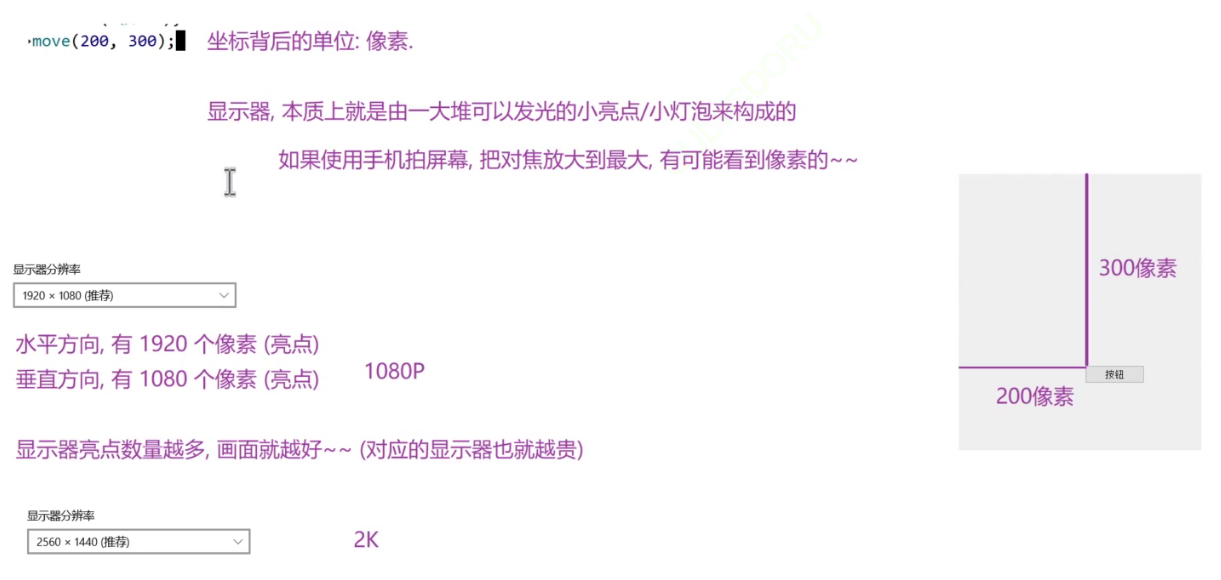 move(200, 300); 坐标背后的单位: 像素.
显示器, 本质上就是由一大堆可以发光的小亮点/小灯泡来构成的
如果使用手机拍屏幕, 把对焦放大到最大, 有可能看到像素的~~
显示器分辨率
1920 × 1080 (推荐)
水平方向, 有 1920 个像素 (亮点)
垂直方向, 有 1080 个像素 (亮点)
1080P
300像素
按钮
200像素
显示器亮点数量越多, 画面就越好~~ (对应的显示器也就越贵)
显示器分辨率
2560 × 1440 (推荐)
2K